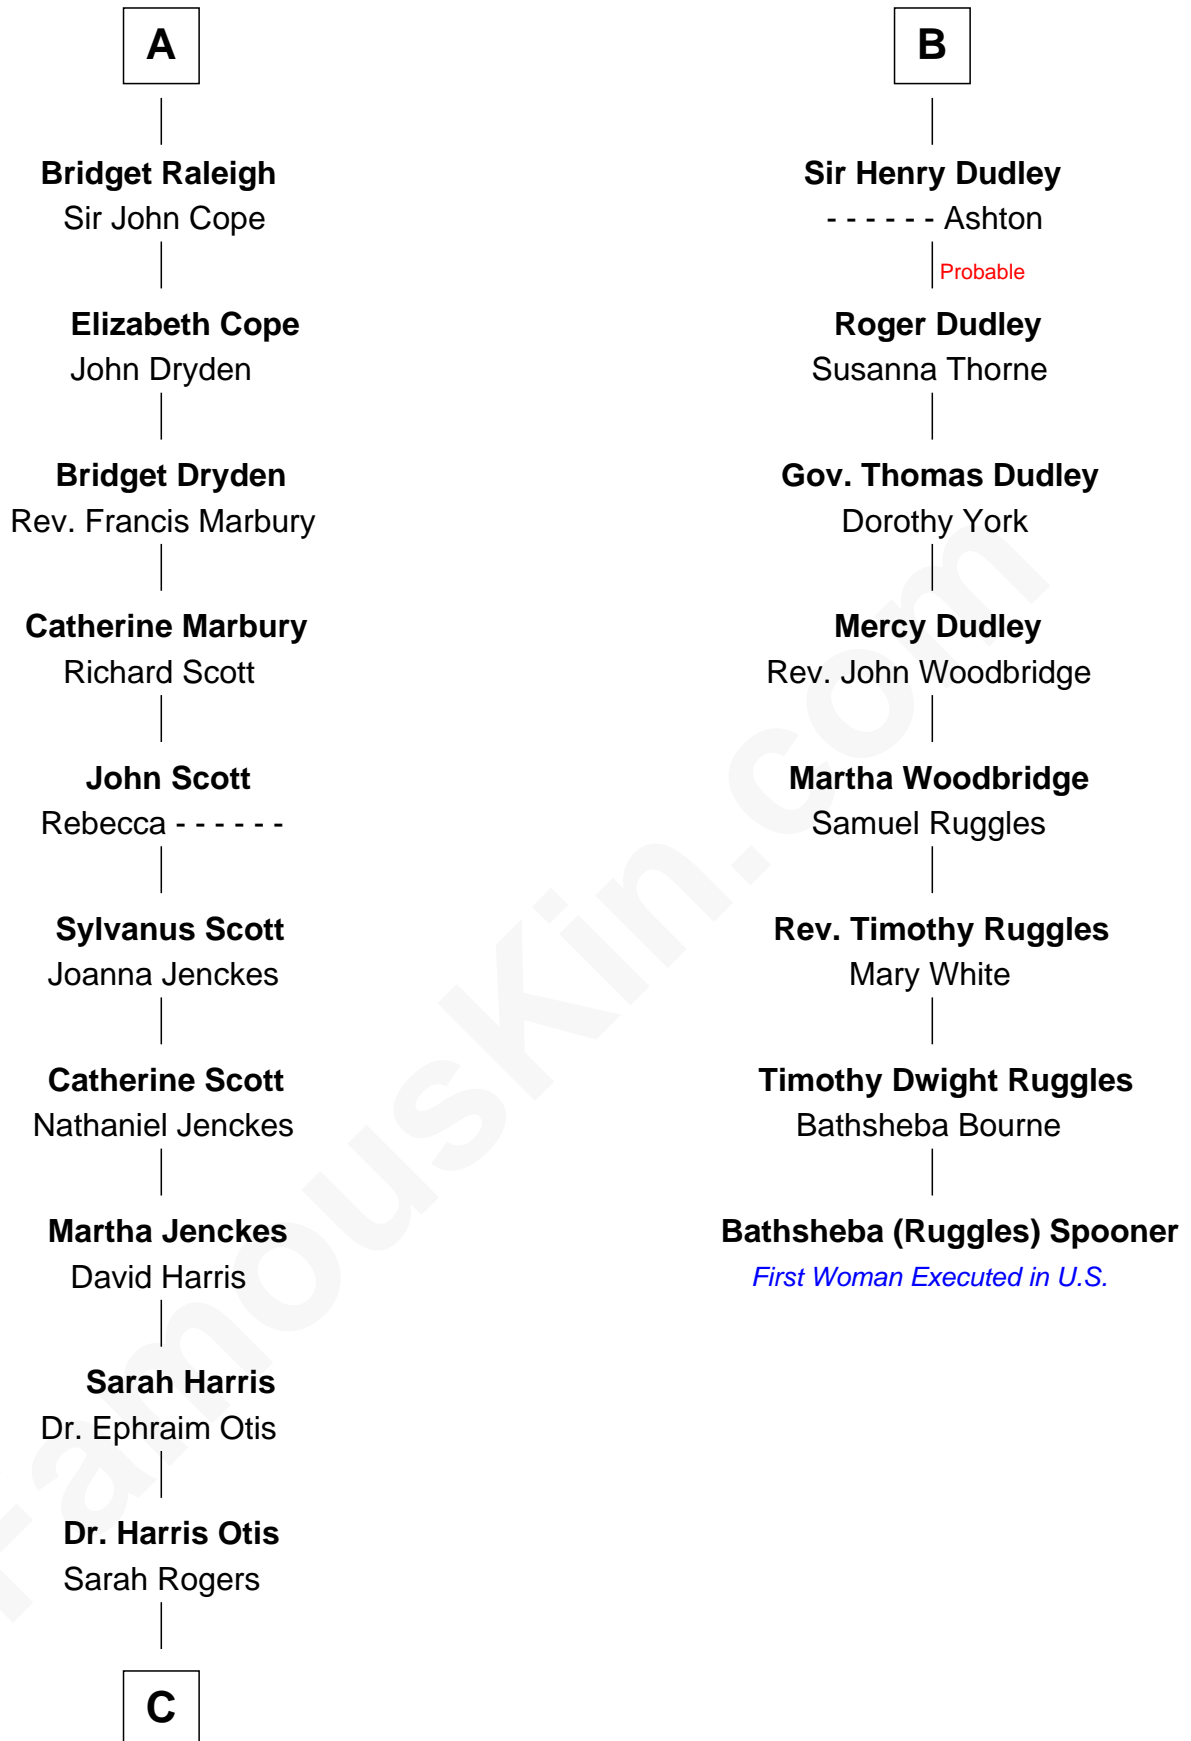 A
Bridget Raleigh
Sir John Cope
Elizabeth Cope
John Dryden
Bridget Dryden
Rev. Francis Marbury
Catherine Marbury
Richard Scott
John Scott
Rebecca - - - - - -
Sylvanus Scott
Joanna Jenckes
Catherine Scott
Nathaniel Jenckes
Martha Jenckes
David Harris
Sarah Harris
Dr. Ephraim Otis
Dr. Harris Otis
Sarah Rogers
C
B
Sir Henry Dudley
- - - - - - Ashton
Probable
Roger Dudley
Susanna Thorne
Gov. Thomas Dudley
Dorothy York
Mercy Dudley
Rev. John Woodbridge
Martha Woodbridge
Samuel Ruggles
Rev. Timothy Ruggles
Mary White
Timothy Dwight Ruggles
Bathsheba Bourne
Bathsheba (Ruggles) Spooner
First Woman Executed in U.S.
FamousKin.com